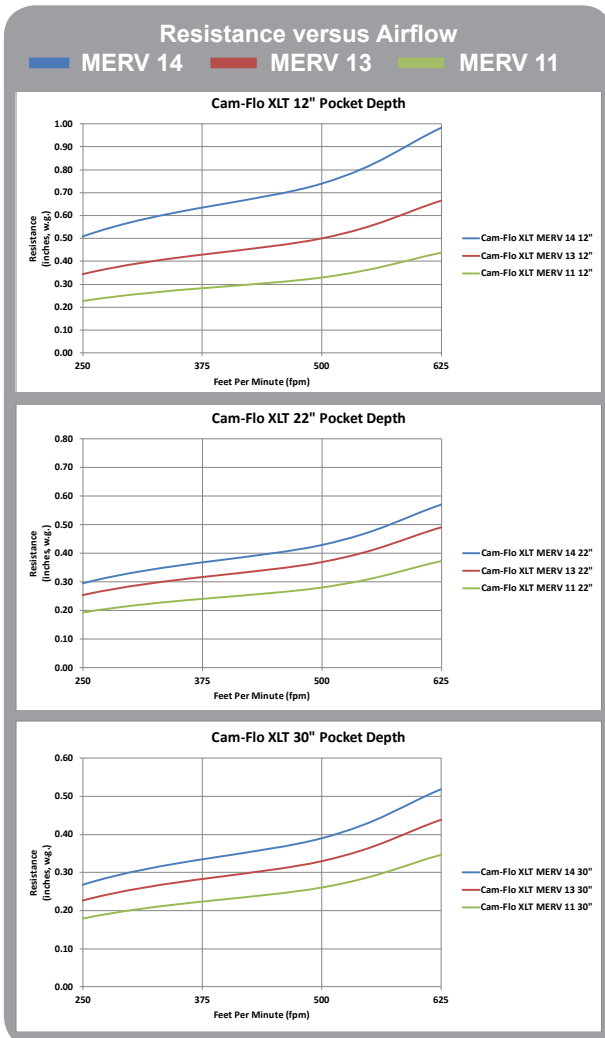 Resistance versus Airflow
MERV 14 MERV 13 MERV 11
Cam-Flo XLT 12" Pocket Depth
1.00
0.90
0.80
0.70
0.60
0.50
0.40
0.30
0.20
0.10
0.00
Resistance
(inches, w.g.)
250 375 500 625
Feet Per Minute (fpm)
Cam-Flo XLT MERV 14 12"
Cam-Flo XLT MERV 13 12"
Cam-Flo XLT MERV 11 12"
Cam-Flo XLT 22" Pocket Depth
0.80
0.70
0.60
0.50
0.40
0.30
0.20
0.10
0.00
Resistance
(inches, w.g.)
250 375 500 625
Feet Per Minute (fpm)
Cam-Flo XLT MERV 14 22"
Cam-Flo XLT MERV 13 22"
Cam-Flo XLT MERV 11 22"
Cam-Flo XLT 30" Pocket Depth
0.60
0.50
0.40
0.30
0.20
0.10
0.00
Resistance
(inches, w.g.)
250 375 500 625
Feet Per Minute (fpm)
Cam-Flo XLT MERV 14 30"
Cam-Flo XLT MERV 13 30"
Cam-Flo XLT MERV 11 30"